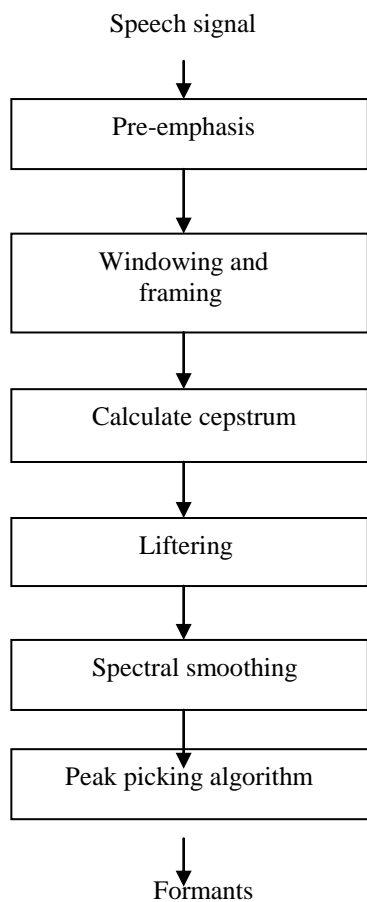 Speech signal
Pre-emphasis
Windowing and
framing
Calculate cepstrum
Liftering
Spectral smoothing
Peak picking algorithm
Formants